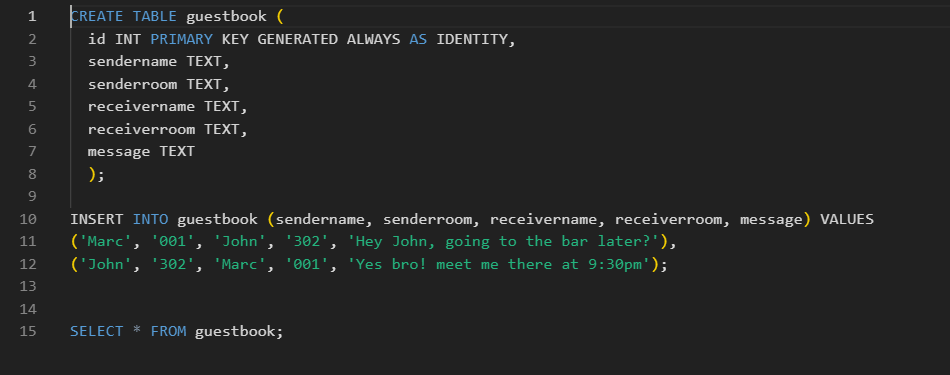 1 CREATE TABLE guestbook (
2 id INT PRIMARY KEY GENERATED ALWAYS AS IDENTITY,
3 sendername TEXT,
4 senderroom TEXT,
5 receivername TEXT,
6 receiverroom TEXT,
7 message TEXT
8 );
9
10 INSERT INTO guestbook (sendername, senderroom, receivername, receiverroom, message) VALUES
11 ('Marc', '001', 'John', '302', 'Hey John, going to the bar later?'),
12 ('John', '302', 'Marc', '001', 'Yes bro! meet me there at 9:30pm');
13
14
15 SELECT * FROM guestbook;